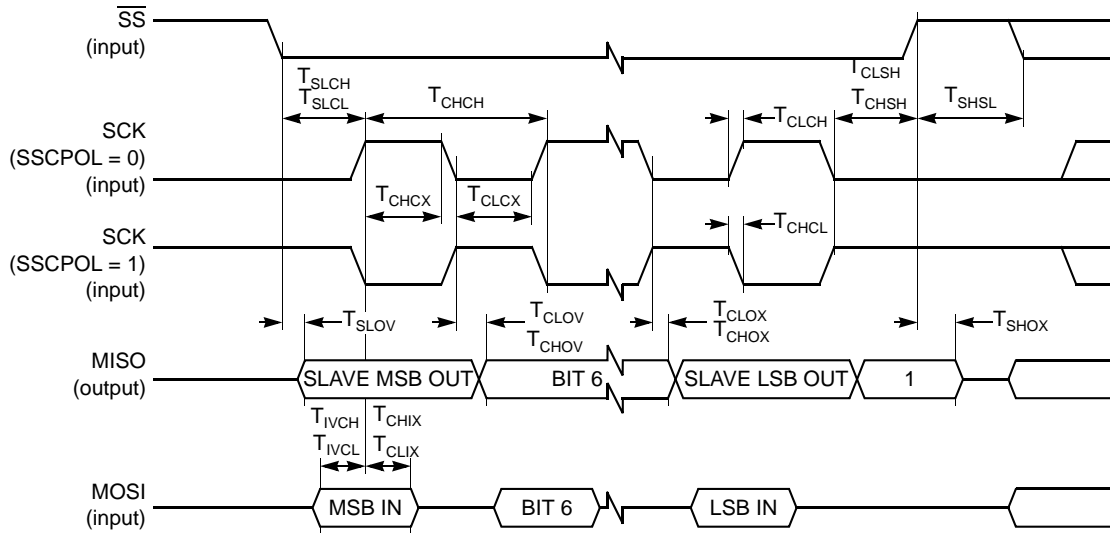 SS
(input)
T_SLCH
T_SLCL
T_CHCH
T_CLCH
T_CLSH
T_CHSH
T_SHSL
SCK
(SSCPOL = 0)
(input)
T_CHCX
T_CLCX
T_CHCL
SCK
(SSCPOL = 1)
(input)
T_SLOV
T_CLOV
T_CHOV
T_CLOX
T_CHOX
T_SHOX
MISO
(output)
SLAVE MSB OUT
BIT 6
SLAVE LSB OUT
1
T_IVCH
T_IVCL
T_CHIX
T_CLIX
MOSI
(input)
MSB IN
BIT 6
LSB IN